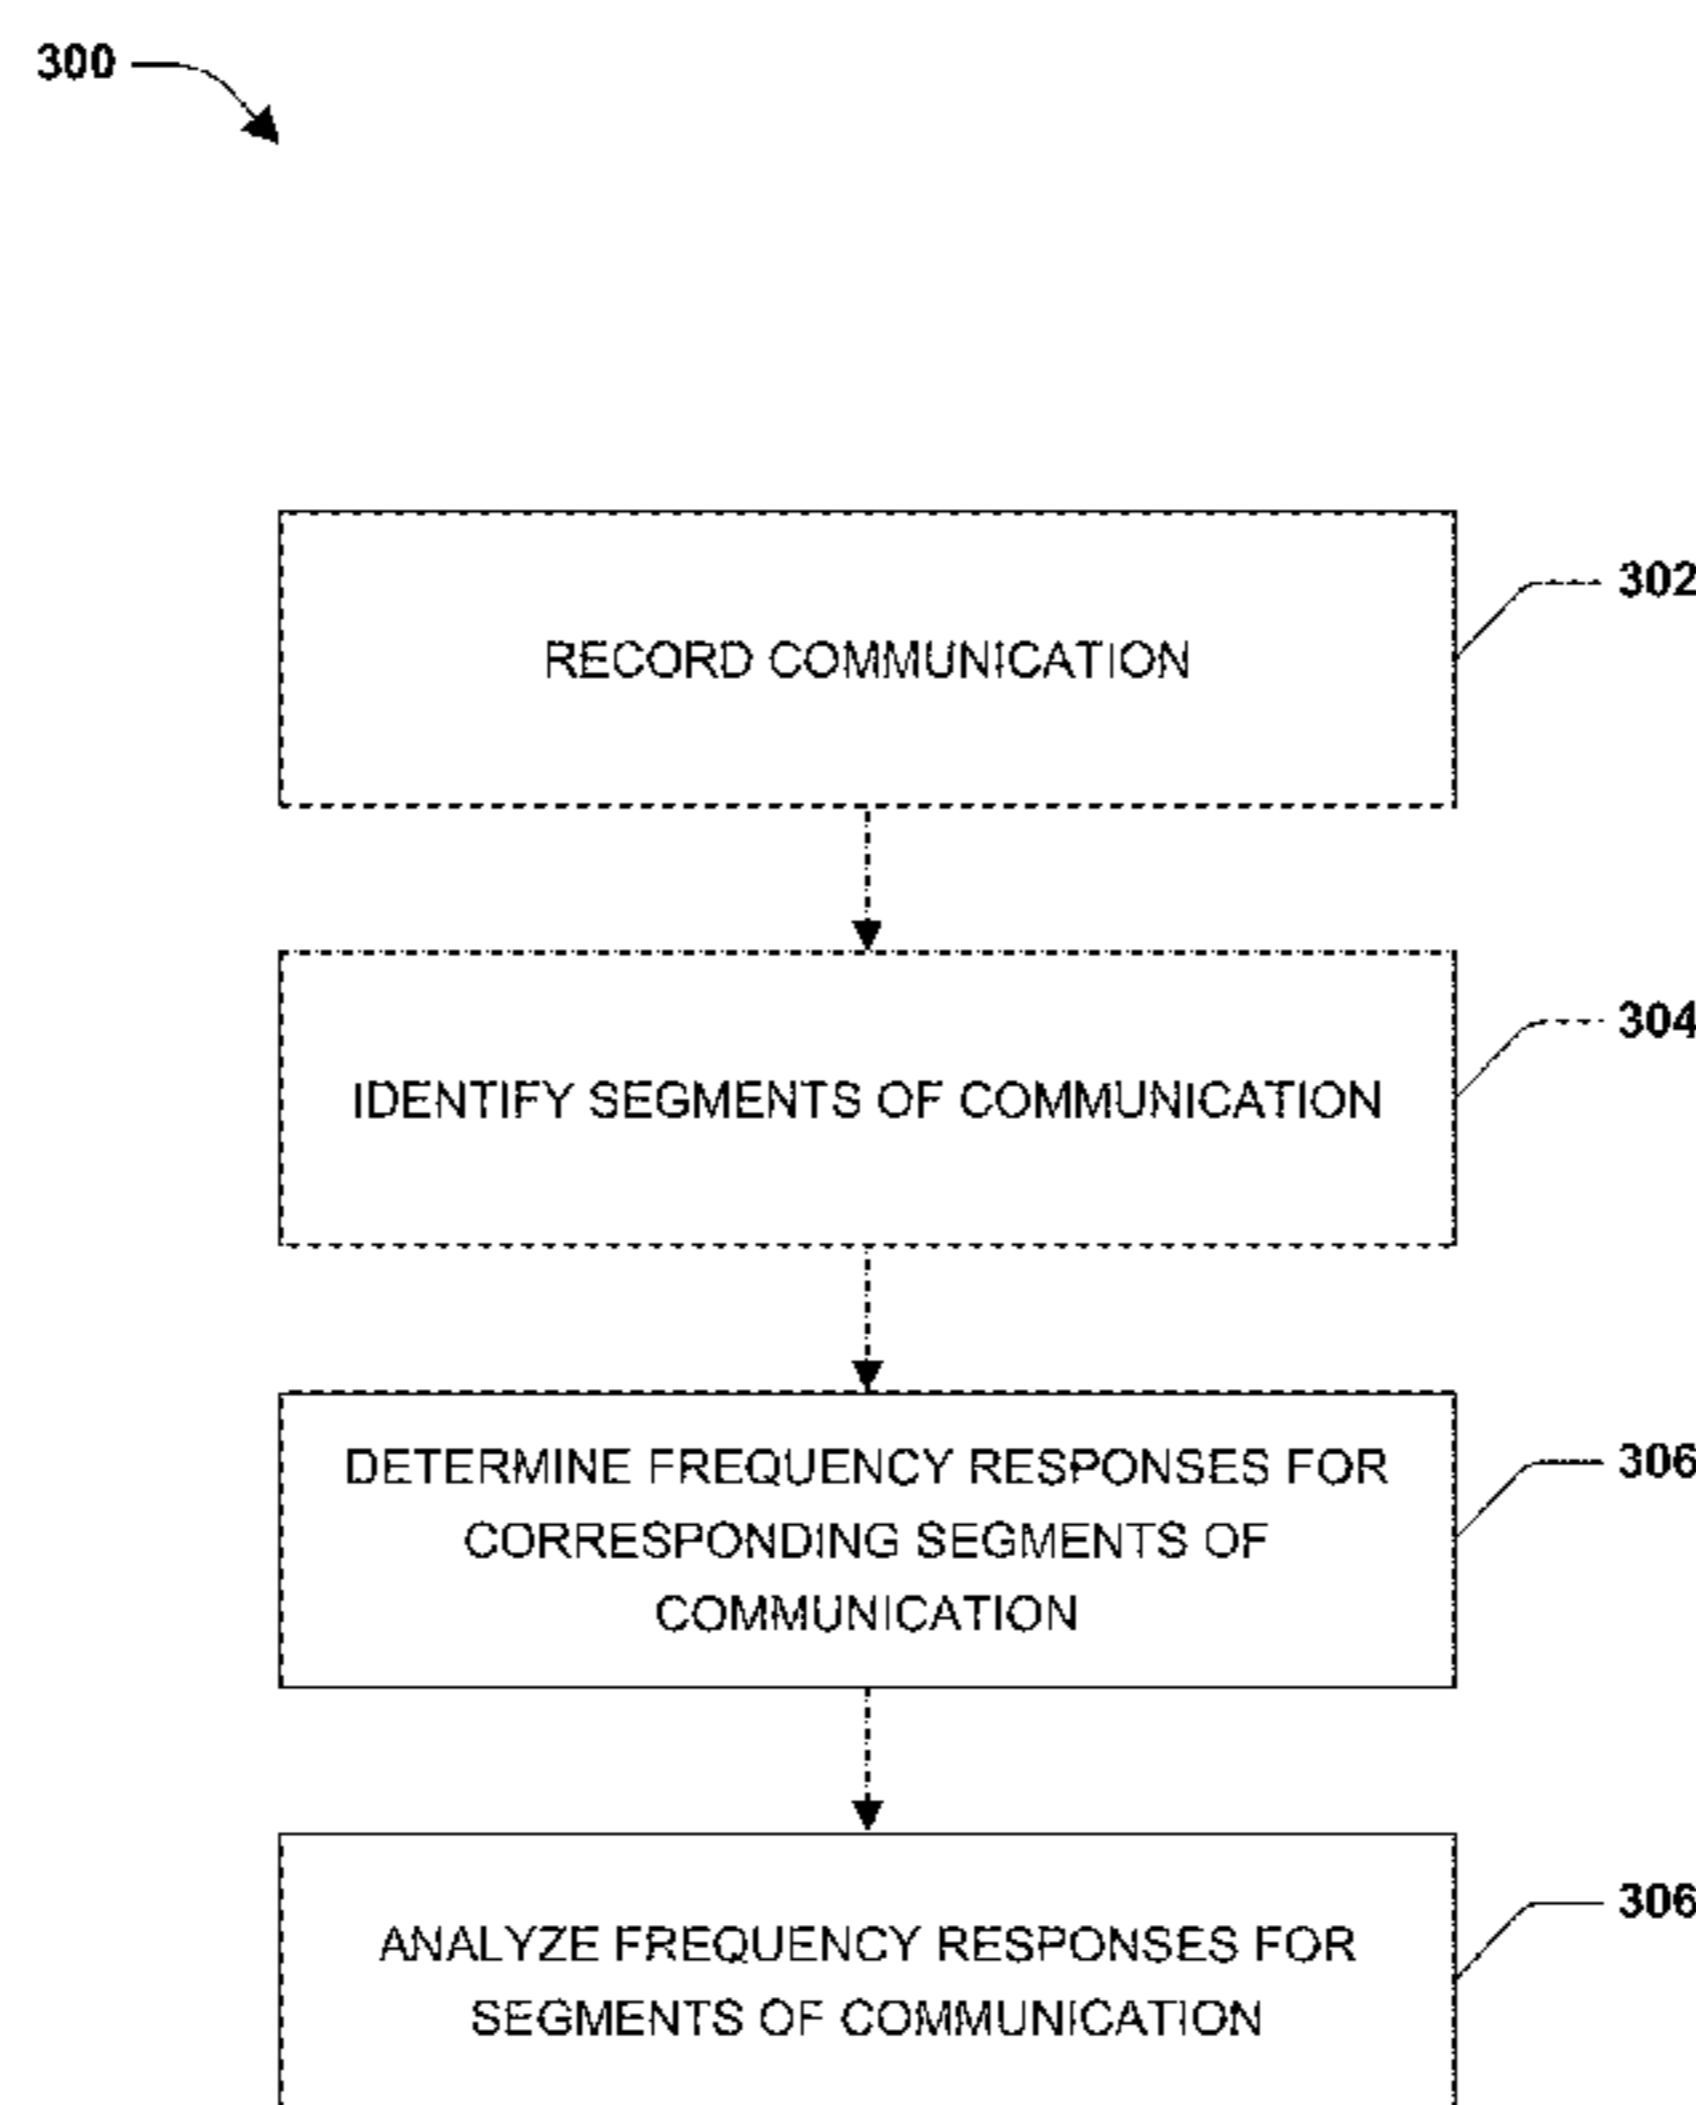 300
RECORD COMMUNICATION
302
IDENTIFY SEGMENTS OF COMMUNICATION
304
DETERMINE FREQUENCY RESPONSES FOR
CORRESPONDING SEGMENTS OF
COMMUNICATION
306
ANALYZE FREQUENCY RESPONSES FOR
SEGMENTS OF COMMUNICATION
306